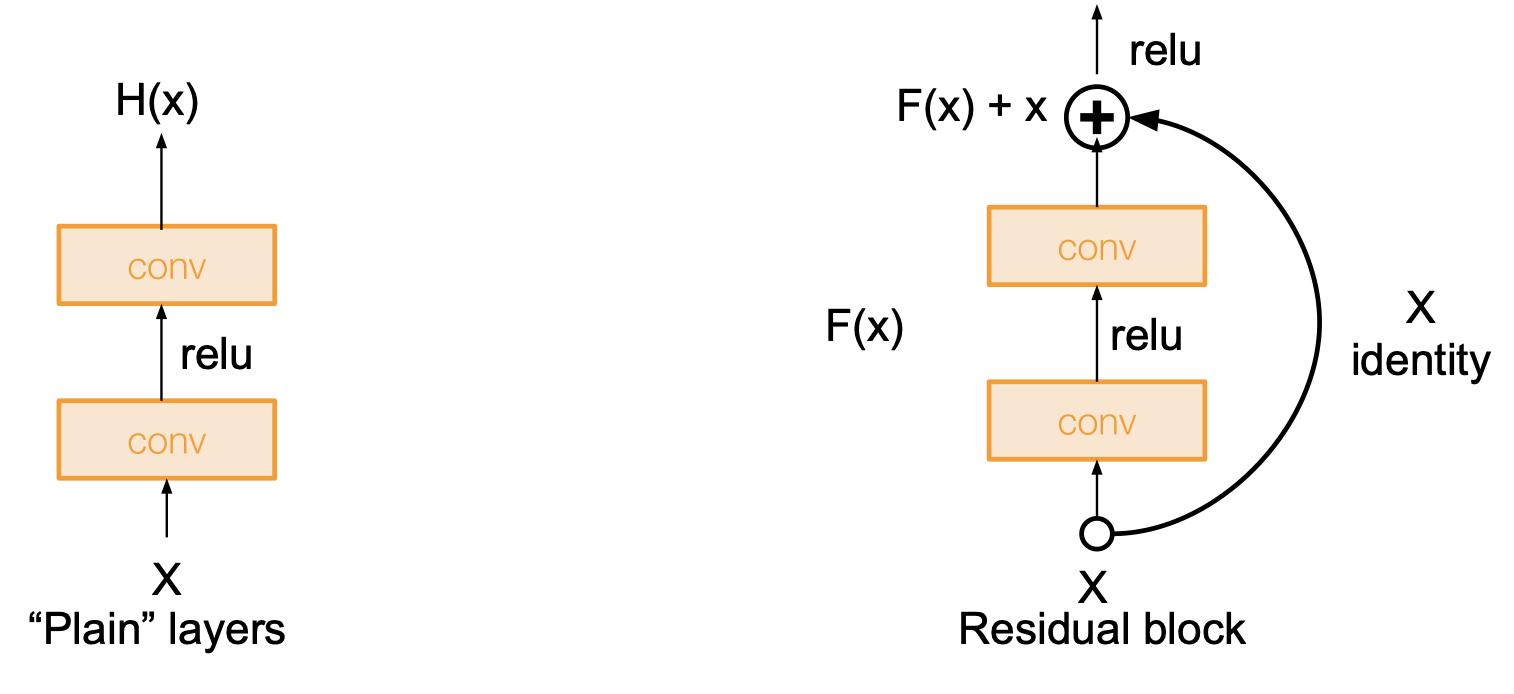 H(x)
conv
relu
conv
X
“Plain” layers
relu
F(x) + x
conv
F(x)
relu
X
identity
conv
X
Residual block